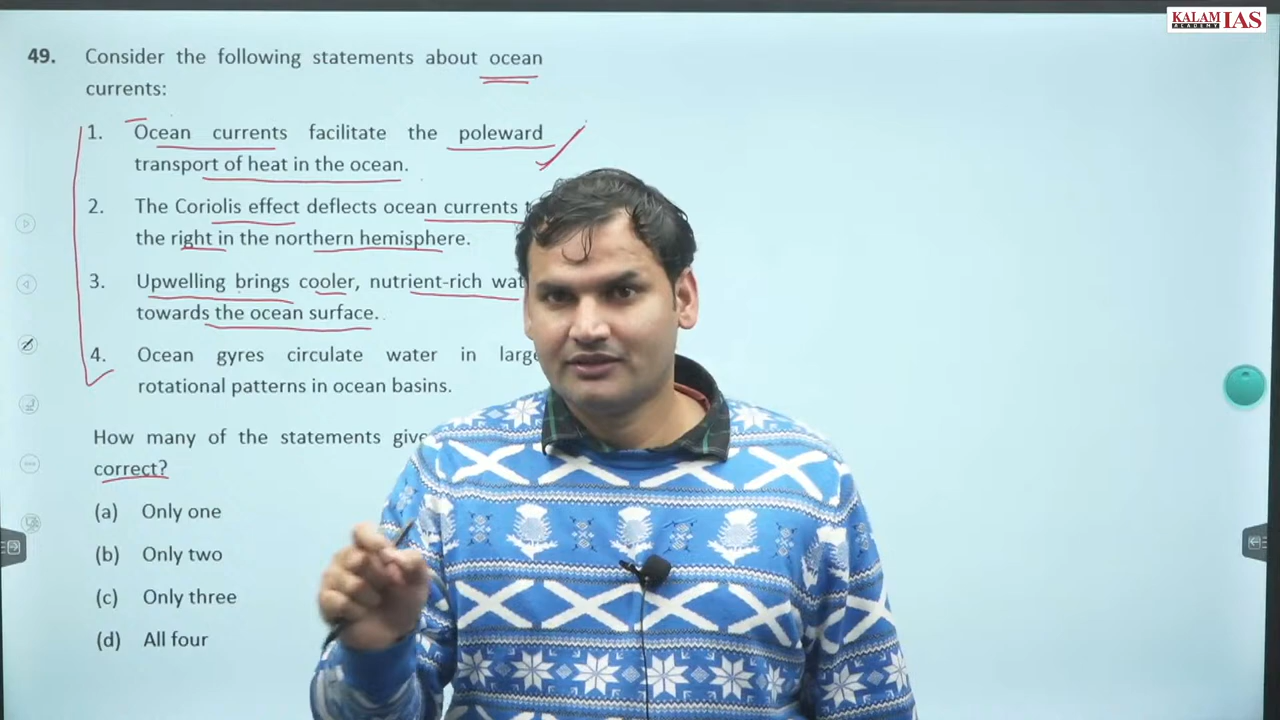 KALAM IAS
ACADEMY
49. Consider the following statements about ocean
currents:
1. Ocean currents facilitate the poleward
transport of heat in the ocean.
2. The Coriolis effect deflects ocean currents
the right in the northern hemisphere.
3. Upwelling brings cooler, nutrient-rich
towards the ocean surface.
4. Ocean gyres circulate water in large
rotational patterns in ocean basins.
How many of the statements
correct?
(a) Only one
(b) Only two
(c) Only three
(d) All four